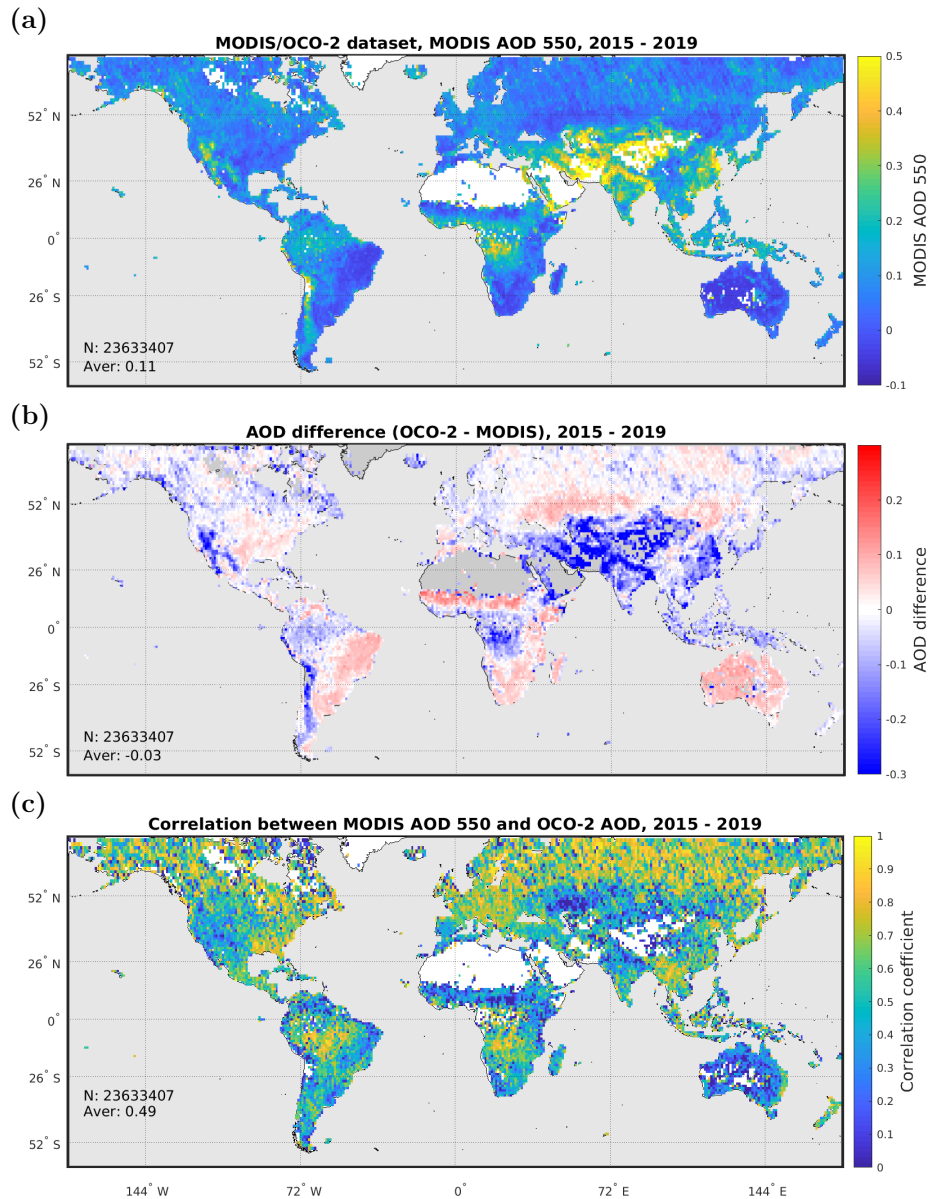 (a)
MODIS/OCO-2 dataset, MODIS AOD 550, 2015 - 2019
52° N
26° N
0°
26° S
52° S
N: 23633407
Aver: 0.11
0.5
0.4
0.3
0.2
0.1
0
-0.1
MODIS AOD 550
(b)
AOD difference (OCO-2 - MODIS), 2015 - 2019
52° N
26° N
0°
26° S
52° S
N: 23633407
Aver: -0.03
0.2
0.1
0
-0.1
-0.2
-0.3
AOD difference
(c)
Correlation between MODIS AOD 550 and OCO-2 AOD, 2015 - 2019
52° N
26° N
0°
26° S
52° S
N: 23633407
Aver: 0.49
1
0.9
0.8
0.7
0.6
0.5
0.4
0.3
0.2
0.1
0
Correlation coefficient
144° W 72° W 0° 72° E 144° E